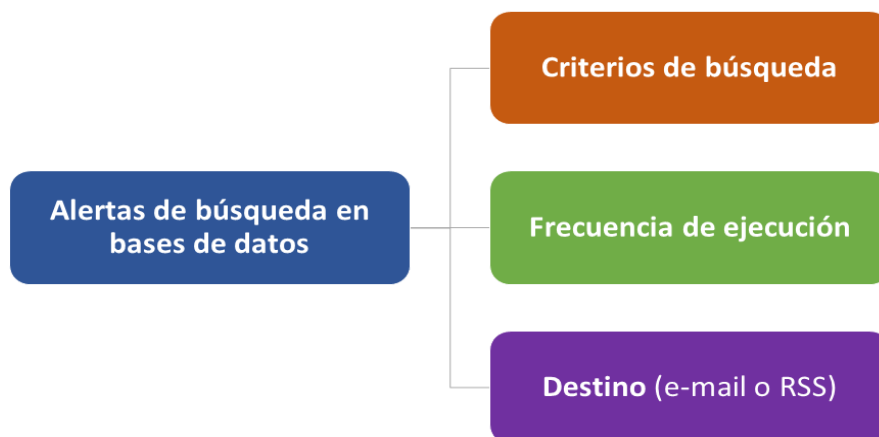 Alertas de búsqueda en
bases de datos
Criterios de búsqueda
Frecuencia de ejecución
Destino (e-mail o RSS)